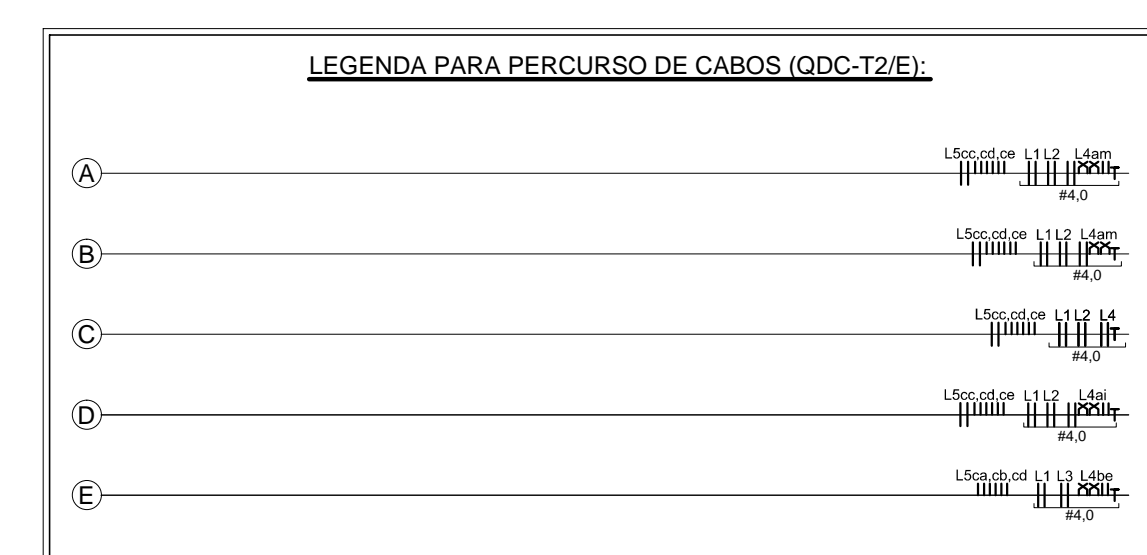 LEGENDA PARA PERCURSO DE CABOS (QDC-T2/E):
A L5cc,cd,ce L1 L2 L4am
#4,0
B L5cc,cd,ce L1 L2 L4am
#4,0
C L5cc,cd,ce L1 L2 L4
#4,0
D L5cc,cd,ce L1 L2 L4ai
#4,0
E L5ca,cb,cd L1 L3 L4be
#4,0